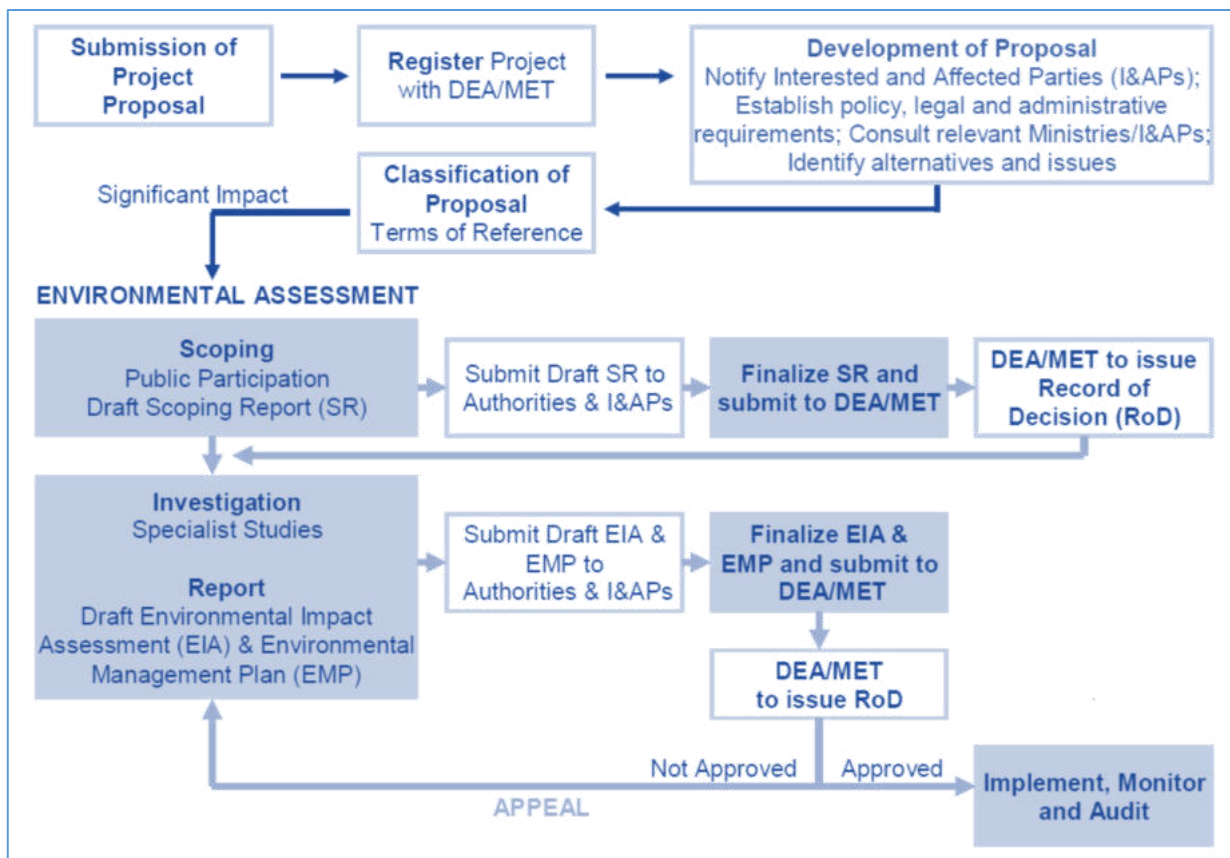 Submission of
Project
Proposal
Register Project
with DEA/MET
Development of Proposal
Notify Interested and Affected Parties (I&APs);
Establish policy, legal and administrative
requirements; Consult relevant Ministries/I&APs;
Identify alternatives and issues
Classification of
Proposal
Terms of Reference
Significant Impact
ENVIRONMENTAL ASSESSMENT
Scoping
Public Participation
Draft Scoping Report (SR)
Submit Draft SR to
Authorities & I&APs
Finalize SR and
submit to DEA/MET
DEA/MET to issue
Record of
Decision (RoD)
Investigation
Specialist Studies
Report
Draft Environmental Impact
Assessment (EIA) & Environmental
Management Plan (EMP)
Submit Draft EIA &
EMP to
Authorities & I&APs
Finalize EIA &
EMP and submit to
DEA/MET
DEA/MET
to issue RoD
Not Approved
Approved
APPEAL
Implement, Monitor
and Audit